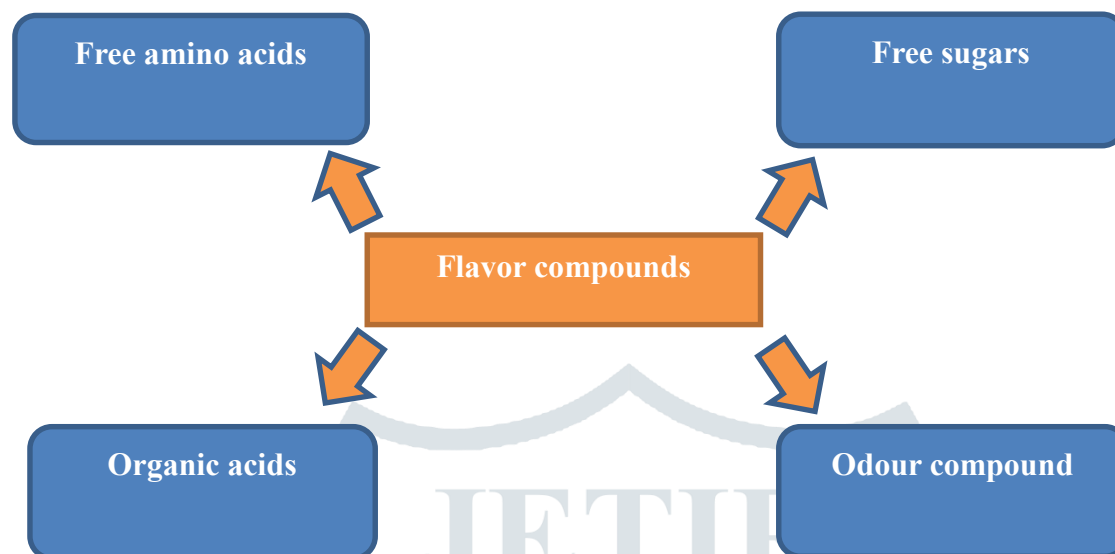 Free amino acids
Free sugars
Flavor compounds
Organic acids
Odour compound